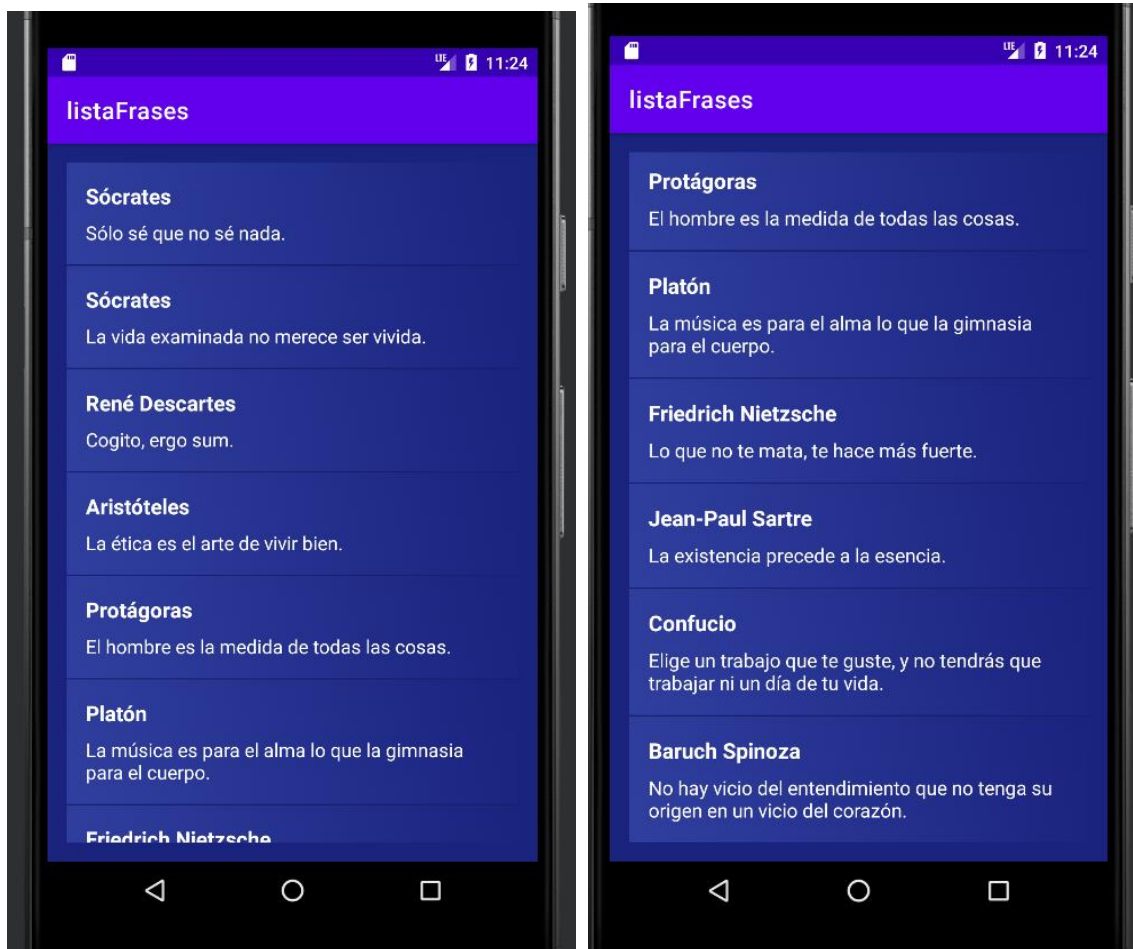 LTE 11:24
listaFrases
Sócrates
Sólo sé que no sé nada.
Sócrates
La vida examinada no merece ser vivida.
René Descartes
Cogito, ergo sum.
Aristóteles
La ética es el arte de vivir bien.
Protágoras
El hombre es la medida de todas las cosas.
Platón
La música es para el alma lo que la gimnasia
para el cuerpo.
Friedrich Nietzsche
LTE 11:24
listaFrases
Protágoras
El hombre es la medida de todas las cosas.
Platón
La música es para el alma lo que la gimnasia
para el cuerpo.
Friedrich Nietzsche
Lo que no te mata, te hace más fuerte.
Jean-Paul Sartre
La existencia precede a la esencia.
Confucio
Elige un trabajo que te guste, y no tendrás que
trabajar ni un día de tu vida.
Baruch Spinoza
No hay vicio del entendimiento que no tenga su
origen en un vicio del corazón.